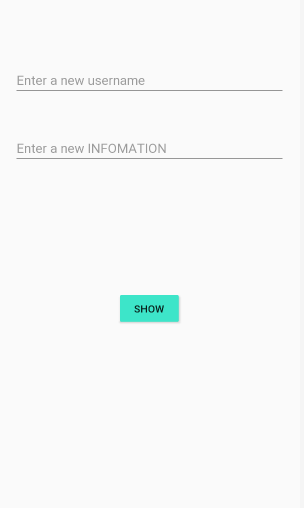 Enter a new username
Enter a new INFOMATION
SHOW